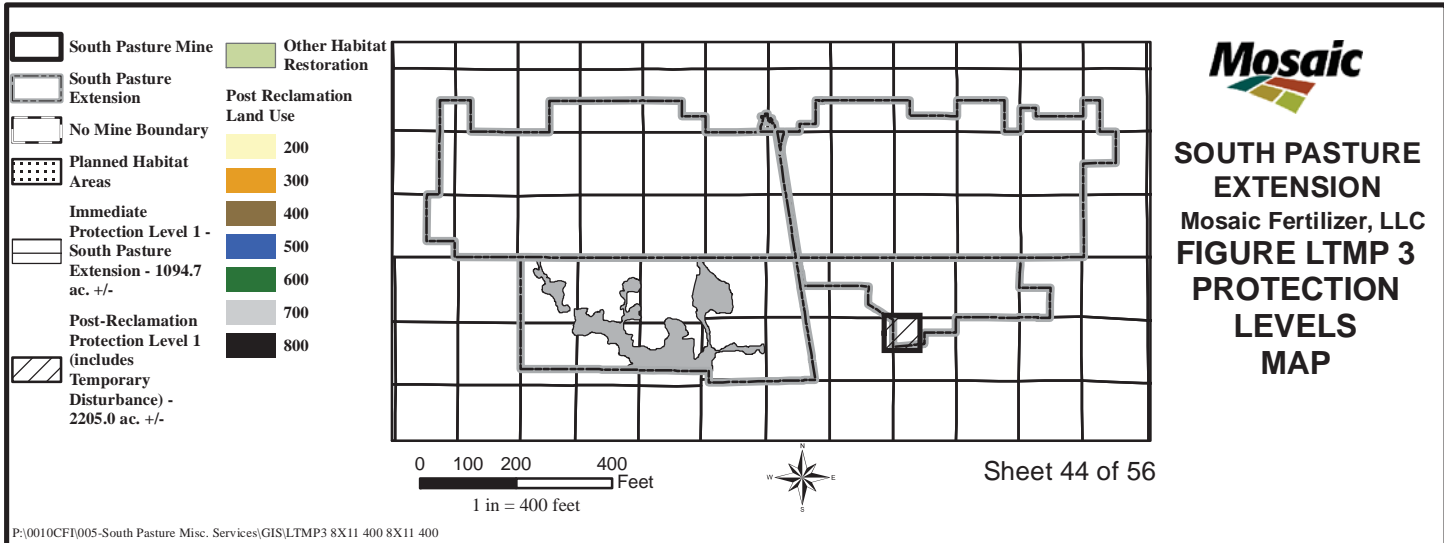 South Pasture Mine
South Pasture
Extension
No Mine Boundary
Planned Habitat
Areas
Immediate
Protection Level 1 -
South Pasture
Extension - 1094.7
ac. +/-
Post-Reclamation
Protection Level 1
(includes
Temporary
Disturbance) -
2205.0 ac. +/-
Other Habitat
Restoration
Post Reclamation
Land Use
200
300
400
500
600
700
800
0 100 200 400
Feet
1 in = 400 feet
N
W E
S
Sheet 44 of 56
Mosaic
SOUTH PASTURE
EXTENSION
Mosaic Fertilizer, LLC
FIGURE LTMP 3
PROTECTION
LEVELS
MAP
P:\0010CFI\005-South Pasture Misc. Services\GIS\LTMP3 8X11 400 8X11 400